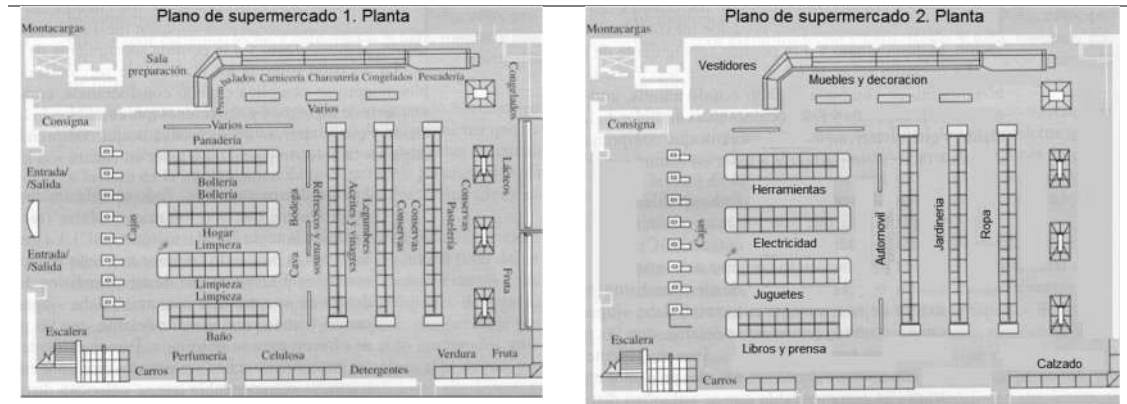 Plano de supermercado 1. Planta
Montacargas
Sala
preparación
Preasados
lados Carnicería Charcutería Congelados Pescadería
Congelados
Varios
Consigna
Varios
Panadería
Entrada/
/Salida
Bollería
Bollería
Cajas
Hogar
Limpieza
Entrada/
/Salida
Limpieza
Limpieza
Baño
Bodega
Cava
Refrescos y zumos
Aceites y vinagres
Legumbres
Conservas
Conservas
Conservas
Pastelería
Lácteos
Fruta
Escalera
Carros
Perfumería
Celulosa
Detergentes
Verdura Fruta
Plano de supermercado 2. Planta
Montacargas
Vestidores
Muebles y decoracion
Consigna
Herramientas
Cajas
Electricidad
Juguetes
Libros y prensa
Automovil
Jardineria
Ropa
Escalera
Carros
Calzado